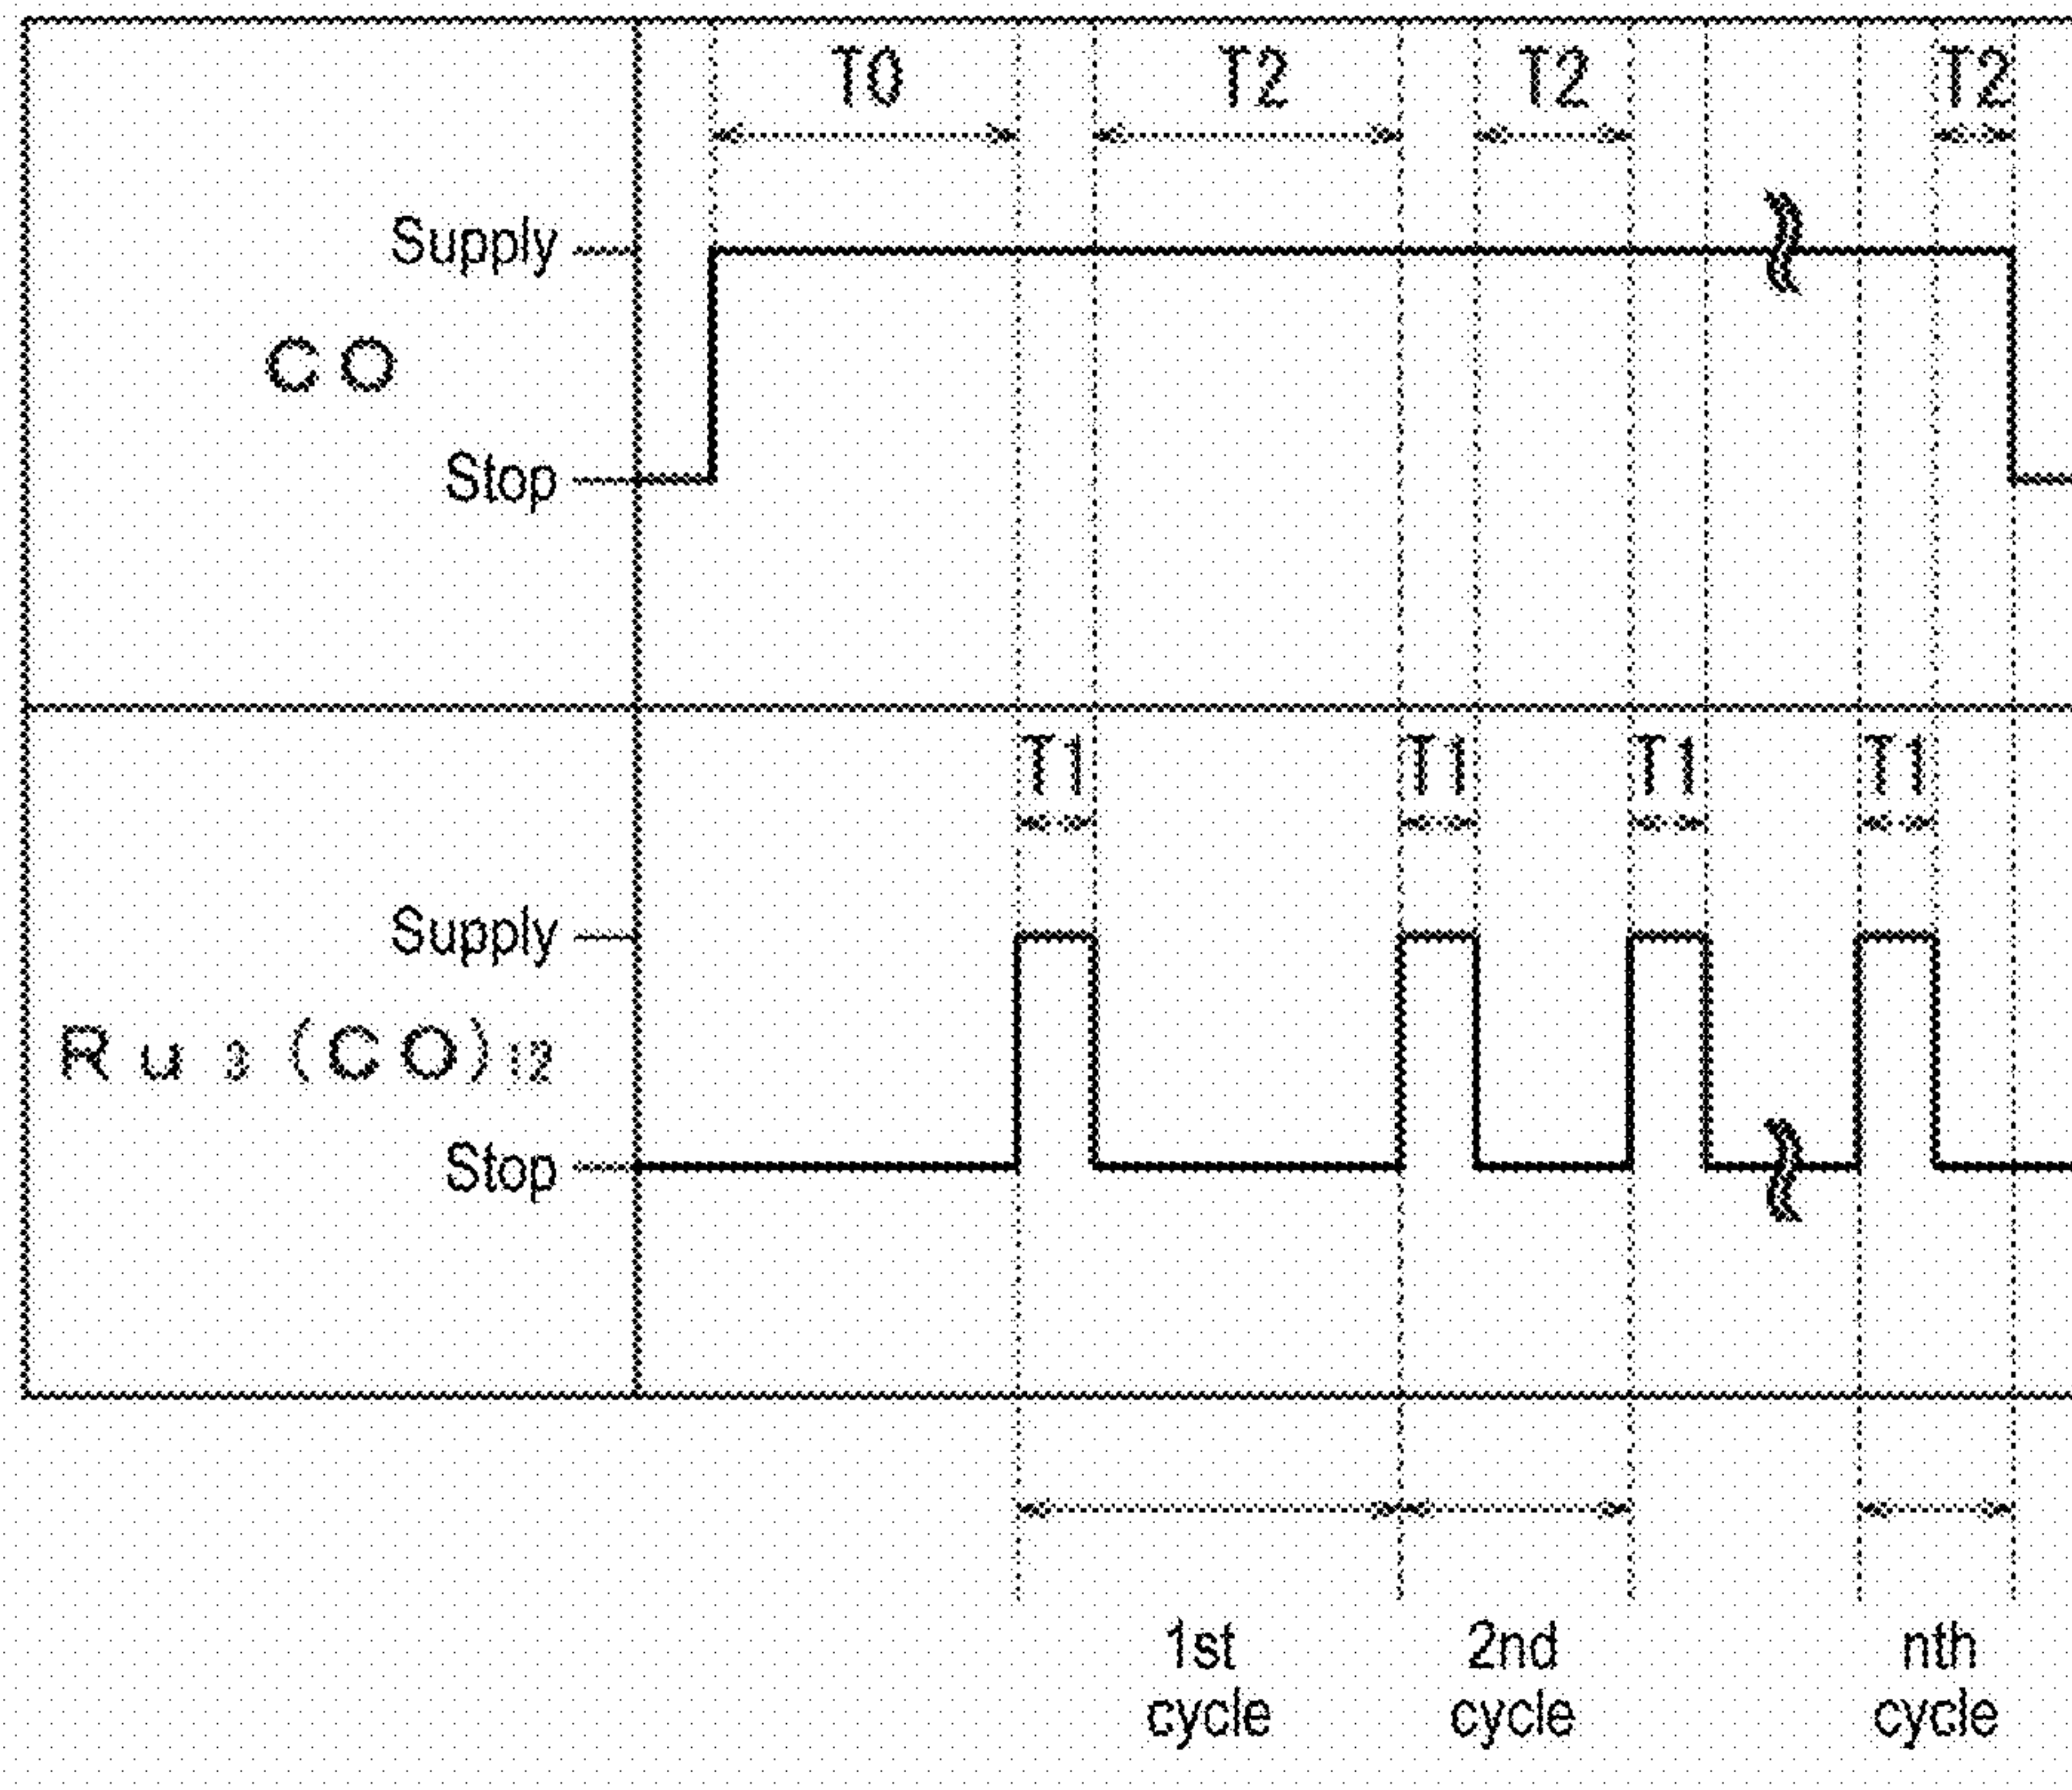 T0 T2 T2 T2
Supply
CO
Stop
T1 T1 T1 T1
Supply
Ru3(CO)12
Stop
1st cycle
2nd cycle
nth cycle